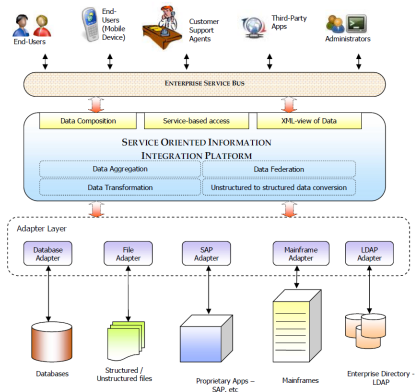 End-Users
End-
Users
(Mobile
Device)
Customer
Support
Agents
Third-Party
Apps
Administrators
ENTERPRISE SERVICE BUS
Data Composition
Service-based access
XML-view of Data
SERVICE ORIENTED INFORMATION
INTEGRATION PLATFORM
Data Aggregation
Data Federation
Data Transformation
Unstructured to structured data conversion
Adapter Layer
Database
Adapter
File
Adapter
SAP
Adapter
Mainframe
Adapter
LDAP
Adapter
Databases
Structured /
Unstructured files
Proprietary Apps –
SAP, etc
Mainframes
Enterprise Directory -
LDAP